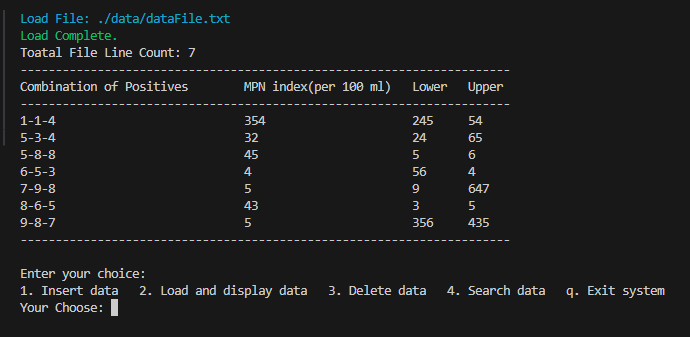 Load File: ./data/dataFile.txt
Load Complete.
Toatal File Line Count: 7
----------------------------------------------------------------------
Combination of Positives        MPN index(per 100 ml)   Lower   Upper
----------------------------------------------------------------------
1-1-4                           354                     245     54
5-3-4                           32                      24      65
5-8-8                           45                      5       6
6-5-3                           4                       56      4
7-9-8                           5                       9       647
8-6-5                           43                      3       5
9-8-7                           5                       356     435
----------------------------------------------------------------------
Enter your choice:
1. Insert data   2. Load and display data   3. Delete data   4. Search data   q. Exit system
Your Choose: